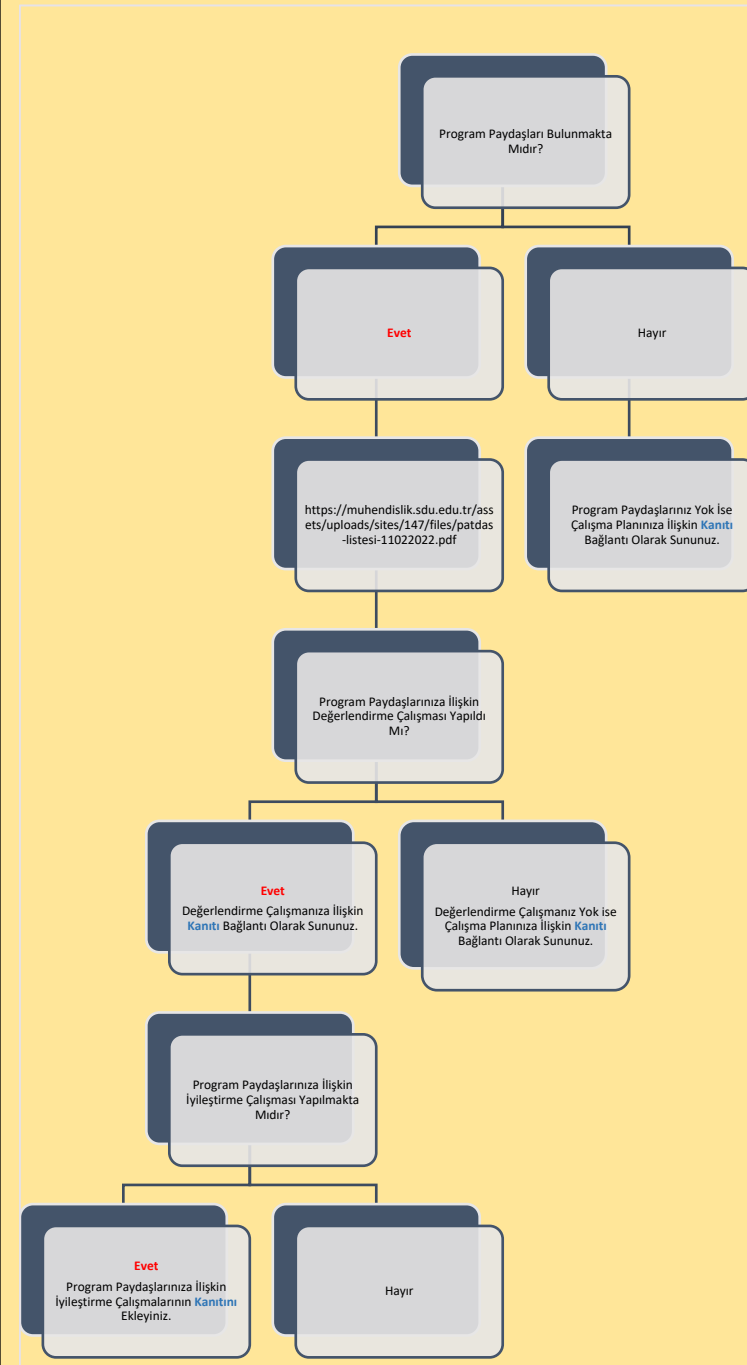 Program Paydaşları Bulunmakta
Mıdır?
Evet
Hayır
https://muhendislik.sdu.edu.tr/ass
ets/uploads/sites/147/files/patdas
-listesi-11022022.pdf
Program Paydaşlarınız Yok İse
Çalışma Planınıza İlişkin Kanıtı
Bağlantı Olarak Sununuz.
Program Paydaşlarınıza İlişkin
Değerlendirme Çalışması Yapıldı
Mı?
Evet
Değerlendirme Çalışmanıza İlişkin
Kanıtı Bağlantı Olarak Sununuz.
Hayır
Değerlendirme Çalışmanız Yok ise
Çalışma Planınıza İlişkin Kanıtı
Bağlantı Olarak Sununuz.
Program Paydaşlarınıza İlişkin
İyileştirme Çalışması Yapılmakta
Mıdır?
Evet
Program Paydaşlarınıza İlişkin
İyileştirme Çalışmalarının Kanıtını
Ekleyiniz.
Hayır